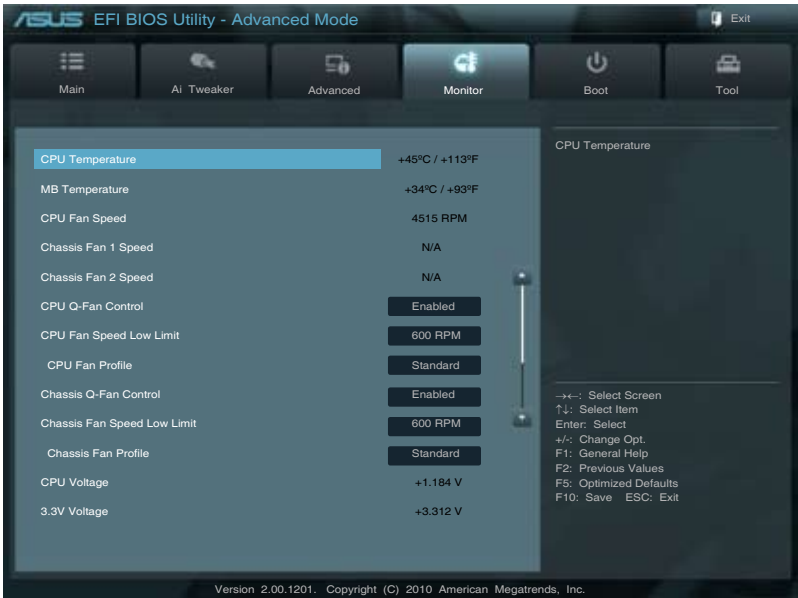 ASUS EFI BIOS Utility - Advanced Mode
Exit
Main
Ai Tweaker
Advanced
Monitor
Boot
Tool
CPU Temperature +45ºC / +113ºF
MB Temperature +34ºC / +93ºF
CPU Fan Speed 4515 RPM
Chassis Fan 1 Speed N/A
Chassis Fan 2 Speed N/A
CPU Q-Fan Control Enabled
CPU Fan Speed Low Limit 600 RPM
CPU Fan Profile Standard
Chassis Q-Fan Control Enabled
Chassis Fan Speed Low Limit 600 RPM
Chassis Fan Profile Standard
CPU Voltage +1.184 V
3.3V Voltage +3.312 V
CPU Temperature
→←: Select Screen
↑↓: Select Item
Enter: Select
+/-: Change Opt.
F1: General Help
F2: Previous Values
F5: Optimized Defaults
F10: Save ESC: Exit
Version 2.00.1201. Copyright (C) 2010 American Megatrends, Inc.